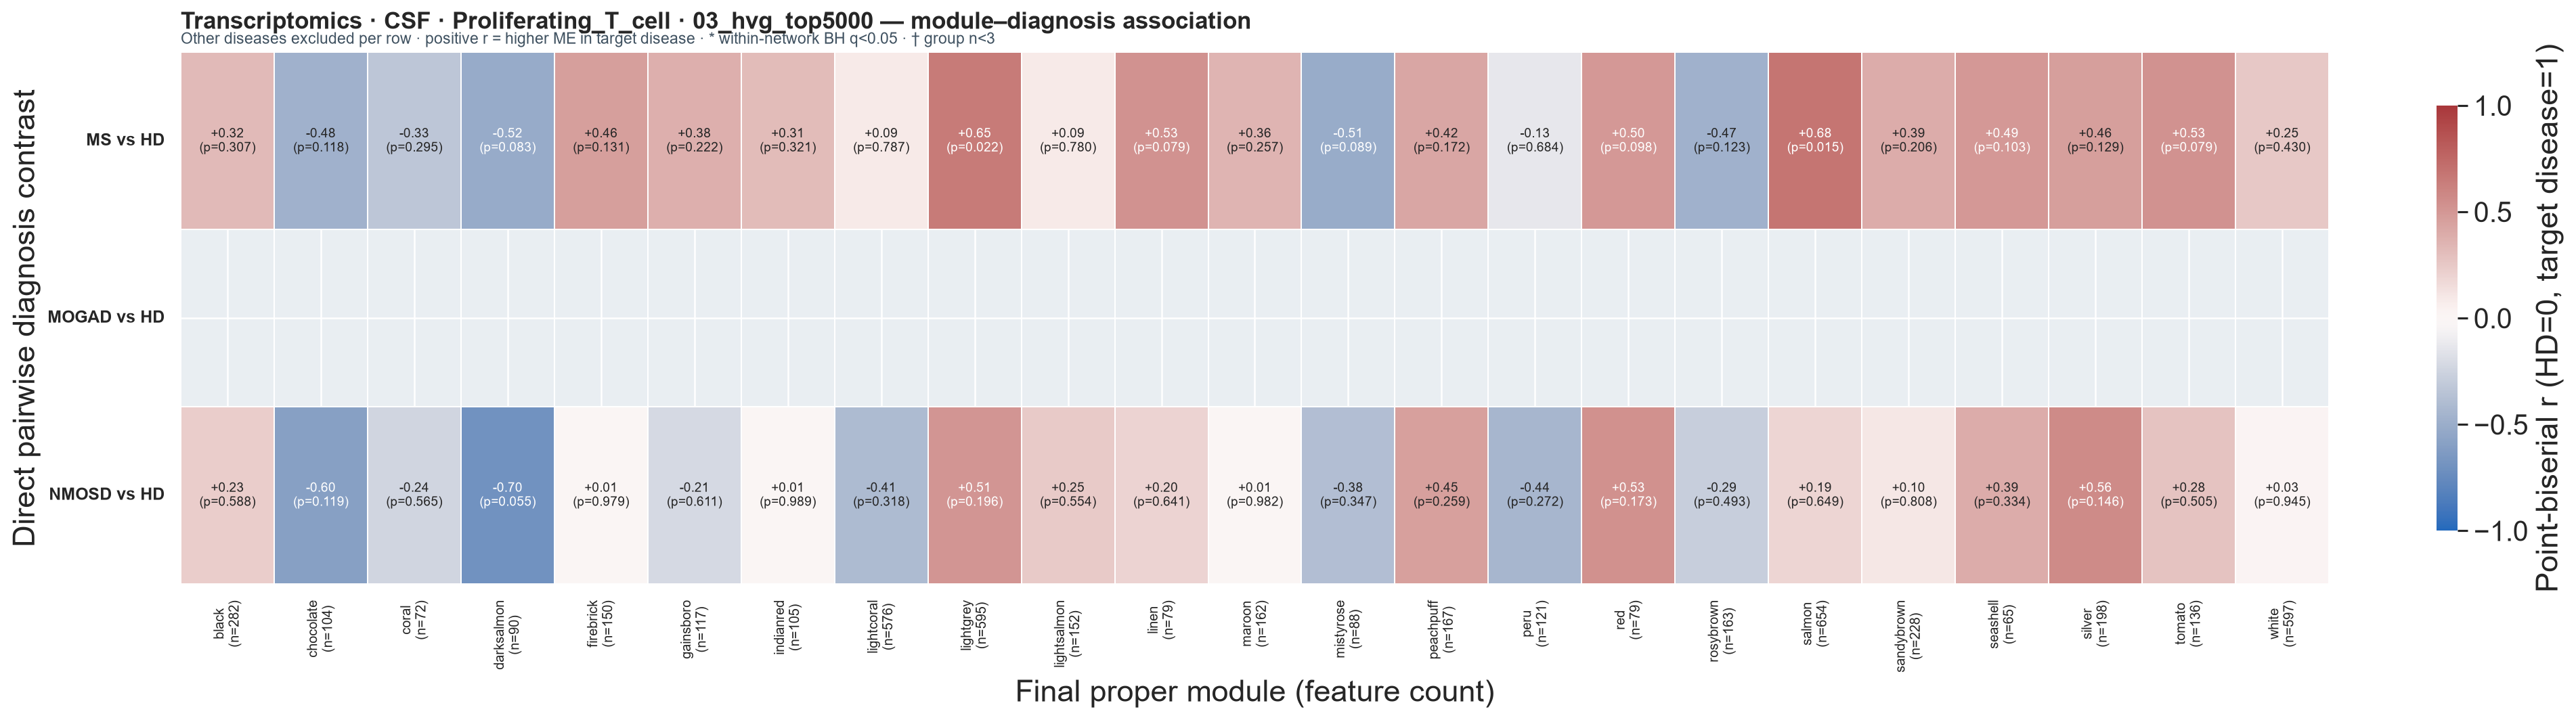 Transcriptomics · CSF · Proliferating_T_cell · 03_hvg_top5000 — module–diagnosis association
Other diseases excluded per row · positive r = higher ME in target disease · * within-network BH q<0.05 · † group n<3
Direct pairwise diagnosis contrast
MS vs HD
+0.32 -0.48 -0.33 -0.52 +0.46 +0.38 +0.31 +0.09 +0.65 +0.09 +0.53 +0.36 -0.51 +0.42 -0.13 +0.50 -0.47 +0.68 +0.39 +0.49 +0.46 +0.53 +0.25
(p=0.307) (p=0.118) (p=0.295) (p=0.083) (p=0.131) (p=0.222) (p=0.321) (p=0.787) (p=0.022) (p=0.780) (p=0.079) (p=0.257) (p=0.089) (p=0.172) (p=0.684) (p=0.098) (p=0.123) (p=0.015) (p=0.206) (p=0.103) (p=0.129) (p=0.079) (p=0.430)
MOGAD vs HD
NMOSD vs HD
+0.23 -0.60 -0.24 -0.70 +0.01 -0.21 +0.01 -0.41 +0.51 +0.25 +0.20 +0.01 -0.38 +0.45 -0.44 +0.53 -0.29 +0.19 +0.10 +0.39 +0.56 +0.28 +0.03
(p=0.588) (p=0.119) (p=0.565) (p=0.055) (p=0.979) (p=0.611) (p=0.989) (p=0.318) (p=0.196) (p=0.554) (p=0.641) (p=0.982) (p=0.347) (p=0.259) (p=0.272) (p=0.173) (p=0.493) (p=0.649) (p=0.808) (p=0.334) (p=0.146) (p=0.505) (p=0.945)
black
(n=282)
chocolate
(n=104)
coral
(n=72)
darksalmon
(n=90)
firebrick
(n=150)
gainsboro
(n=117)
indianred
(n=105)
lightcoral
(n=576)
lightgrey
(n=595)
lightsalmon
(n=152)
linen
(n=79)
maroon
(n=162)
mistyrose
(n=88)
peachpuff
(n=167)
peru
(n=121)
red
(n=79)
rosybrown
(n=163)
salmon
(n=654)
sandybrown
(n=228)
seashell
(n=65)
silver
(n=198)
tomato
(n=136)
white
(n=597)
Final proper module (feature count)
1.0
0.5
0.0
−0.5
−1.0
Point-biserial r (HD=0, target disease=1)